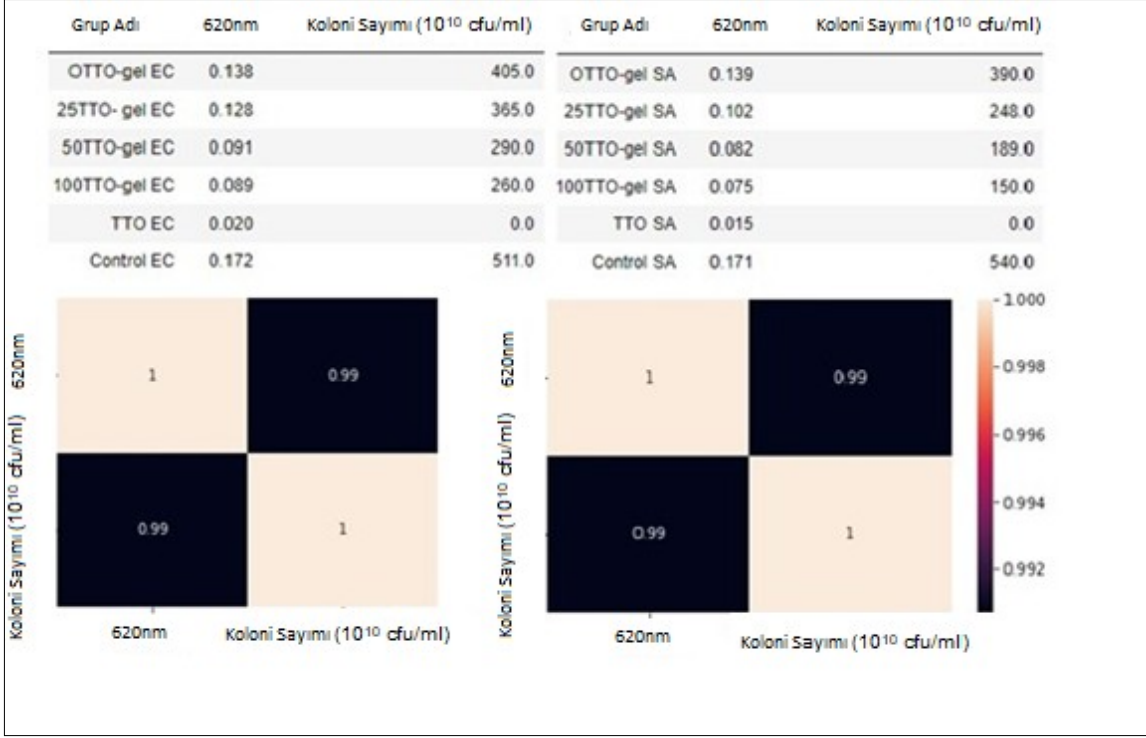 Grup Adı 620nm Koloni Sayımı (10¹⁰ cfu/ml)
OTTO-gel EC 0.138 405.0
25TTO- gel EC 0.128 365.0
50TTO-gel EC 0.091 290.0
100TTO-gel EC 0.089 260.0
TTO EC 0.020 0.0
Control EC 0.172 511.0
Grup Adı 620nm Koloni Sayımı (10¹⁰ cfu/ml)
OTTO-gel SA 0.139 390.0
25TTO-gel SA 0.102 248.0
50TTO-gel SA 0.082 189.0
100TTO-gel SA 0.075 150.0
TTO SA 0.015 0.0
Control SA 0.171 540.0
620nm
Koloni Sayımı (10¹⁰ cfu/ml)
1 0.99
0.99 1
620nm Koloni Sayımı (10¹⁰ cfu/ml)
620nm
Koloni Sayımı (10¹⁰ cfu/ml)
1 0.99
0.99 1
620nm Koloni Sayımı (10¹⁰ cfu/ml)
1.000
0.998
0.996
0.994
0.992